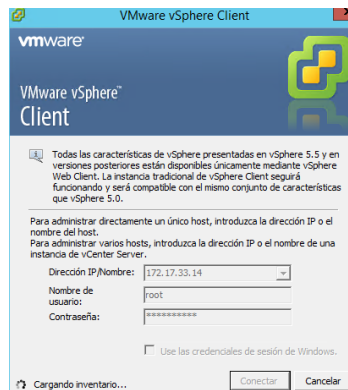 VMware vSphere Client
vmware®
VMware vSphere™
Client
Todas las características de vSphere presentadas en vSphere 5.5 y en
versiones posteriores están disponibles únicamente mediante vSphere
Web Client. La instancia tradicional de vSphere Client seguirá
funcionando y será compatible con el mismo conjunto de características
que vSphere 5.0.
Para administrar directamente un único host, introduzca la dirección IP o el
nombre del host.
Para administrar varios hosts, introduzca la dirección IP o el nombre de una
instancia de vCenter Server.
Dirección IP/Nombre: 172.17.33.14
Nombre de
usuario: root
Contraseña: **********
Use las credenciales de sesión de Windows.
Cargando inventario... Conectar Cancelar